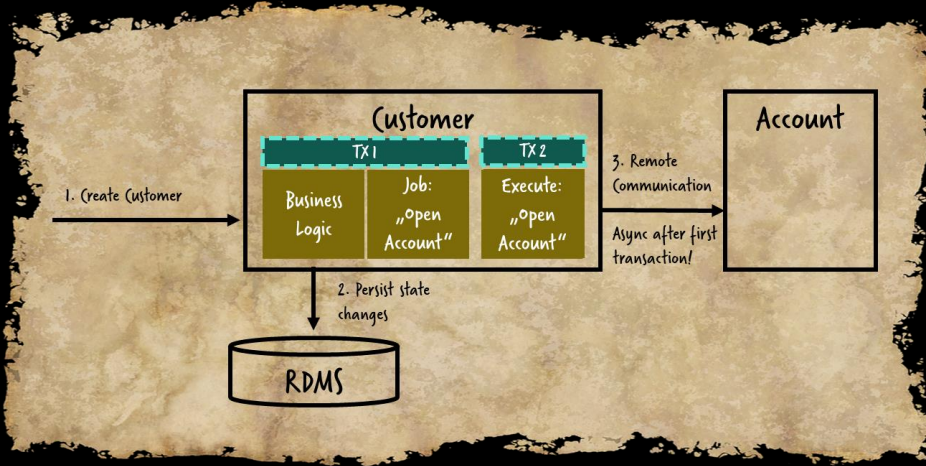 Customer
Account
TX 1
TX 2
1. Create Customer
Business
Logic
Job:
„Open
Account“
Execute:
„Open
Account“
3. Remote
Communication
Async after first
transaction!
2. Persist state
changes
RDMS